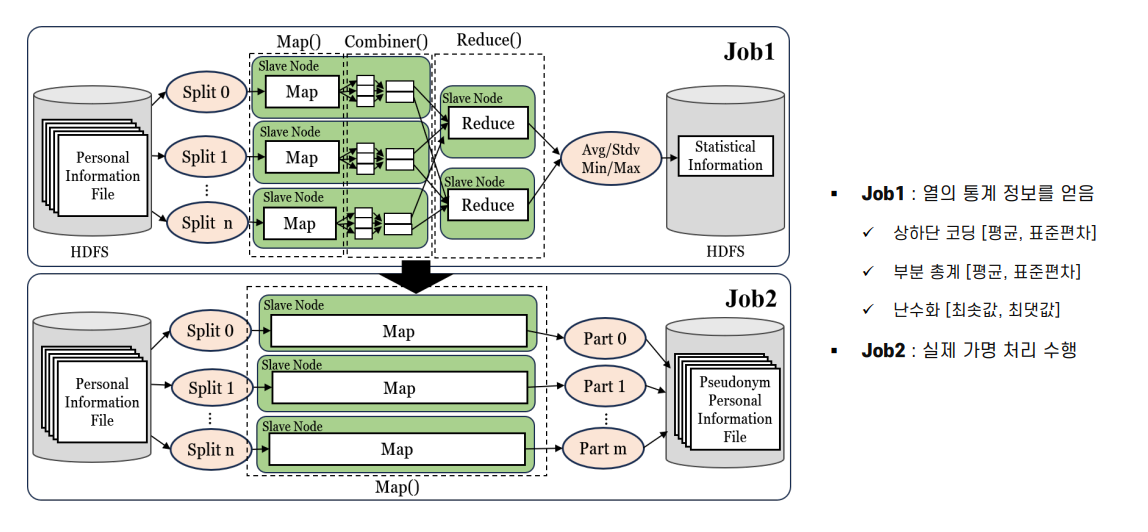 Map()
Combiner()
Reduce()
Job1
Slave Node
Map
Split 0
Slave Node
Reduce
Slave Node
Map
Split 1
Personal
Information
File
Avg/Stdv
Min/Max
Statistical
Information
Slave Node
Reduce
Slave Node
Map
Split n
HDFS
HDFS
Job2
Slave Node
Map
Split 0
Part 0
Slave Node
Map
Split 1
Part 1
Personal
Information
File
Pseudonym
Personal
Information
File
Slave Node
Map
Split n
Part m
Map()
▪ Job1 : 열의 통계 정보를 얻음
✓ 상하단 코딩 [평균, 표준편차]
✓ 부분 총계 [평균, 표준편차]
✓ 난수화 [최솟값, 최댓값]
▪ Job2 : 실제 가명 처리 수행